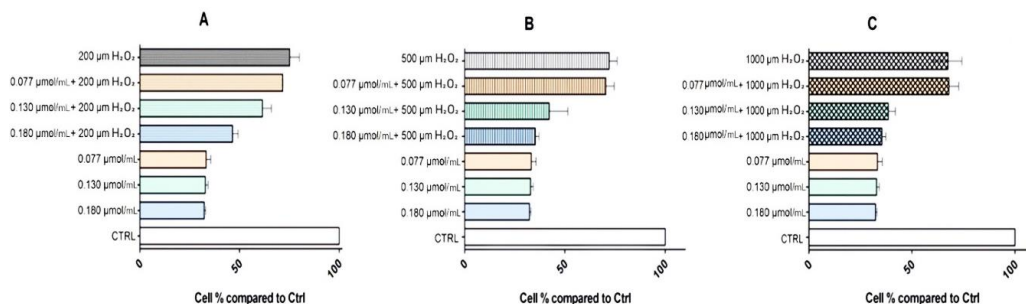 A
200 µm H₂O₂
0.077 µmol/mL + 200 µm H₂O₂
0.130 µmol/mL + 200 µm H₂O₂
0.180 µmol/mL + 200 µm H₂O₂
0.077 µmol/mL
0.130 µmol/mL
0.180 µmol/mL
CTRL
0
50
100
Cell % compared to Ctrl
B
500 µm H₂O₂
0.077 µmol/mL + 500 µm H₂O₂
0.130 µmol/mL + 500 µm H₂O₂
0.180 µmol/mL + 500 µm H₂O₂
0.077 µmol/mL
0.130 µmol/mL
0.180 µmol/mL
CTRL
0
50
100
Cell % compared to Ctrl
C
1000 µm H₂O₂
0.077 µmol/mL + 1000 µm H₂O₂
0.130 µmol/mL + 1000 µm H₂O₂
0.180 µmol/mL + 1000 µm H₂O₂
0.077 µmol/mL
0.130 µmol/mL
0.180 µmol/mL
CTRL
0
50
100
Cell % compared to Ctrl